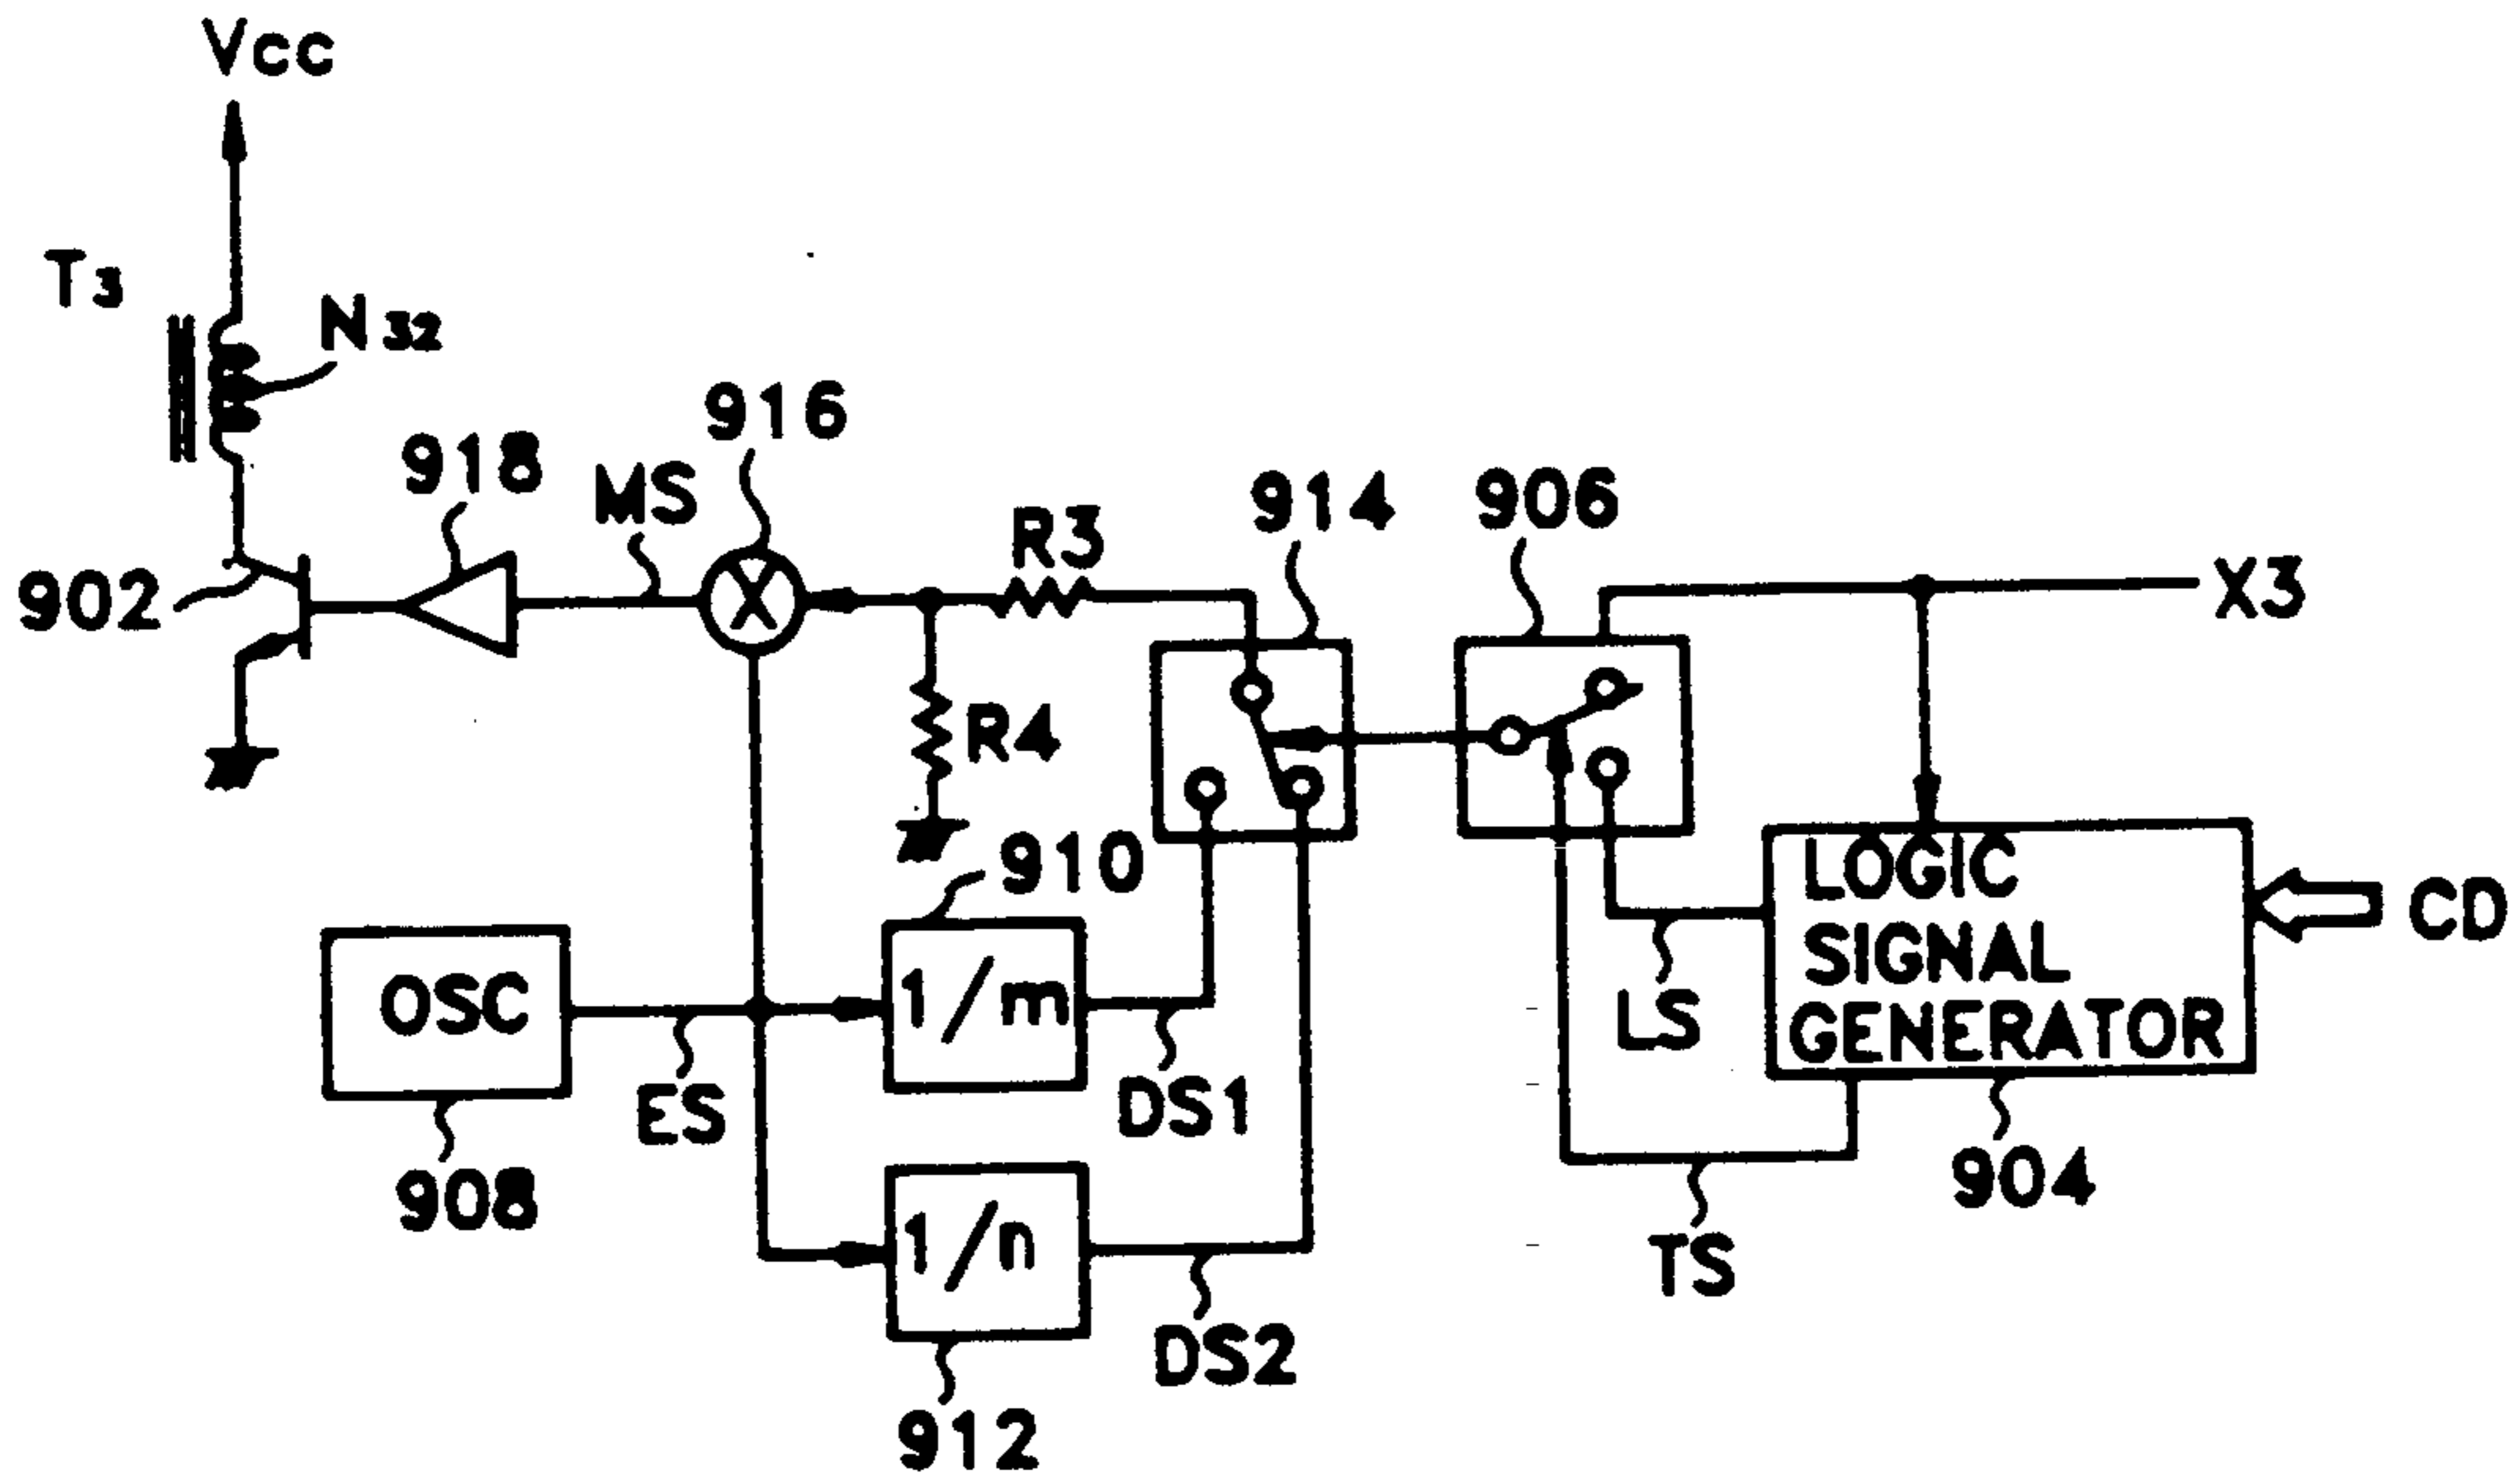 Vcc
T3
N32
916
918
MS
914
906
R3
902
X
X3
R4
910
LOGIC
SIGNAL
GENERATOR
CD
OSC
1/m
LS
ES
DS1
908
904
1/n
TS
DS2
912